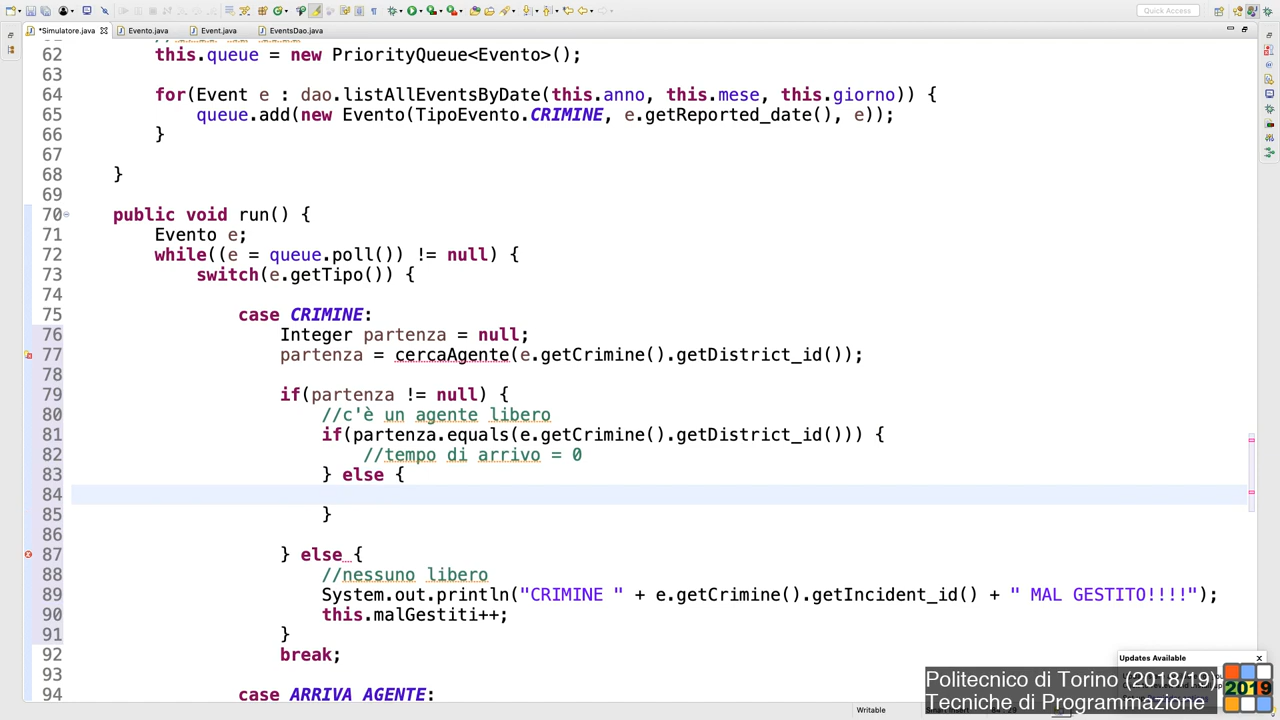 Quick Access
*Simulatore.java
Evento.java
Event.java
EventsDao.java
62 this.queue = new PriorityQueue<Evento>();
63
64 for(Event e : dao.listAllEventsByDate(this.anno, this.mese, this.giorno)) {
65 queue.add(new Evento(TipoEvento.CRIMINE, e.getReported_date(), e));
66 }
67
68 }
69
70 public void run() {
71 Evento e;
72 while((e = queue.poll()) != null) {
73 switch(e.getTipo()) {
74
75 case CRIMINE:
76 Integer partenza = null;
77 partenza = cercaAgente(e.getCrimine().getDistrict_id());
78
79 if(partenza != null) {
80 //c'è un agente libero
81 if(partenza.equals(e.getCrimine().getDistrict_id())) {
82 //tempo di arrivo = 0
83 } else {
84
85 }
86
87 } else {
88 //nessuno libero
89 System.out.println("CRIMINE " + e.getCrimine().getIncident_id() + " MAL GESTITO!!!!");
90 this.malGestiti++;
91 }
92 break;
93
94 case ARRIVA_AGENTE:
Updates Available
Politecnico di Torino (2018/19)
Tecniche di Programmazione
2019
Writable